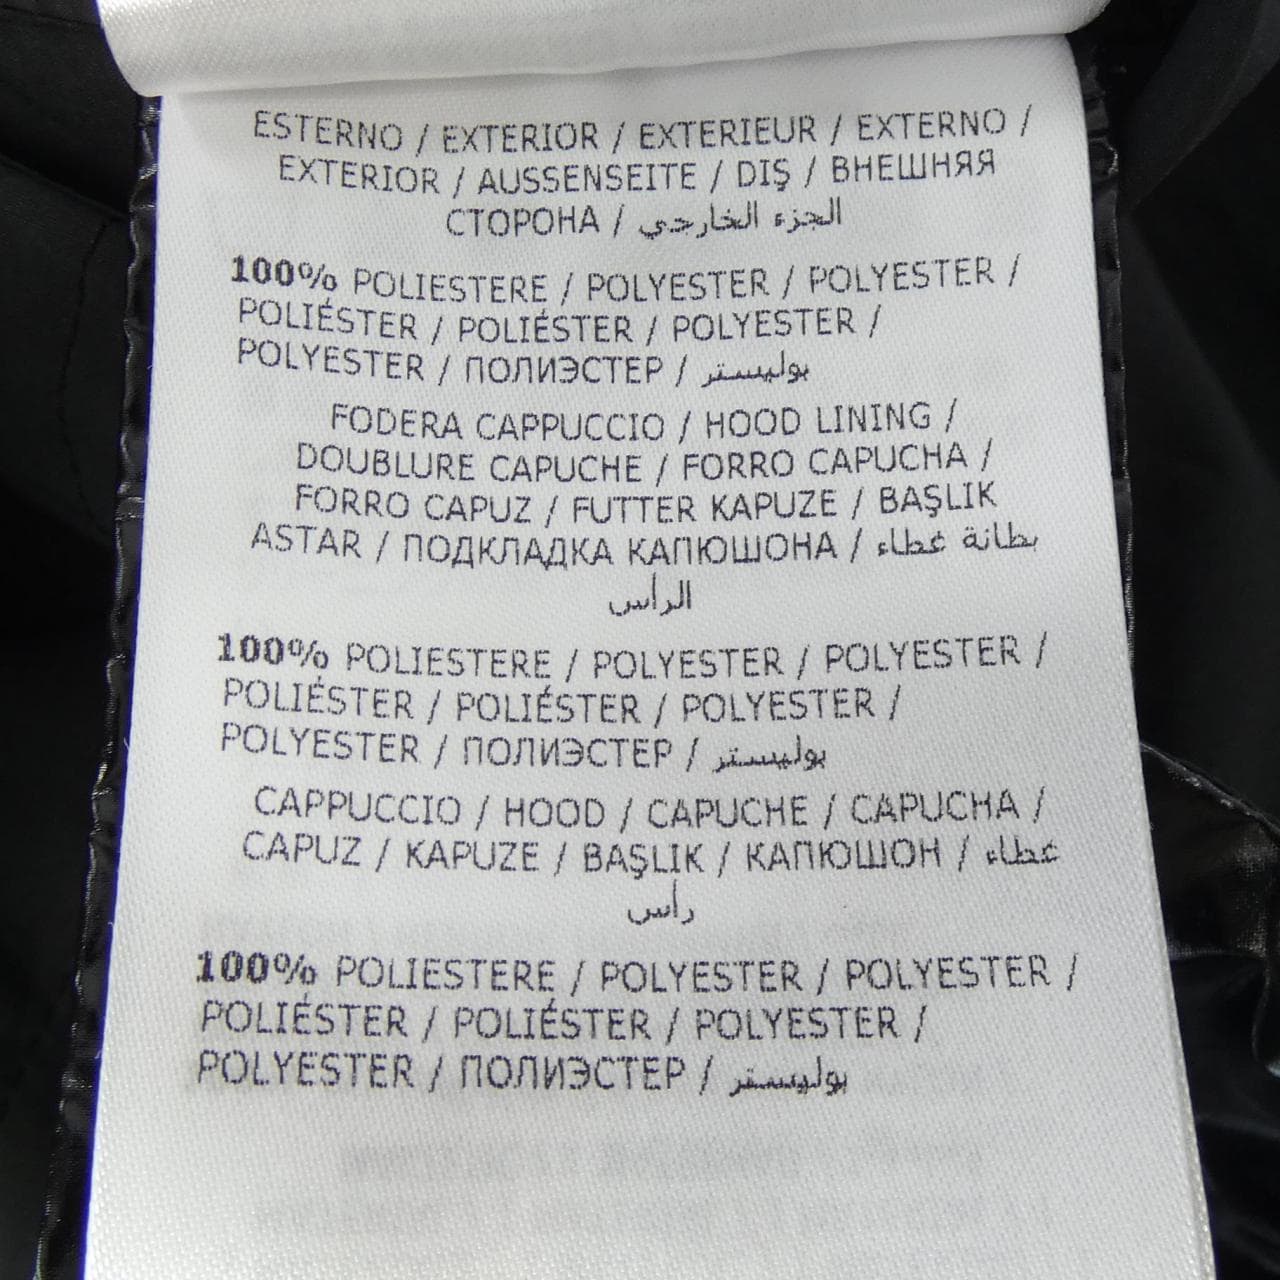 ESTERNO / EXTERIOR / EXTERIEUR / EXTERNO /
EXTERIOR / AUSSENSEITE / DIŞ / ВНЕШНЯЯ
СТОРОНА / الجزء الخارجي
100% POLIESTERE / POLYESTER / POLYESTER /
POLIÉSTER / POLIÉSTER / POLYESTER /
POLYESTER / ПОЛИЭСТЕР / بوليستر
FODERA CAPPUCCIO / HOOD LINING /
DOUBLURE CAPUCHE / FORRO CAPUCHA /
FORRO CAPUZ / FUTTER KAPUZE / BAŞLIK
ASTAR / ПОДКЛАДКА КАПЮШОНА / بطانة غطاء
الرأس
100% POLIESTERE / POLYESTER / POLYESTER /
POLIÉSTER / POLIÉSTER / POLYESTER /
POLYESTER / ПОЛИЭСТЕР / بوليستر
CAPPUCCIO / HOOD / CAPUCHE / CAPUCHA /
CAPUZ / KAPUZE / BAŞLIK / КАПЮШОН / غطاء
رأس
100% POLIESTERE / POLYESTER / POLYESTER /
POLIÉSTER / POLIÉSTER / POLYESTER /
POLYESTER / ПОЛИЭСТЕР / بوليستر